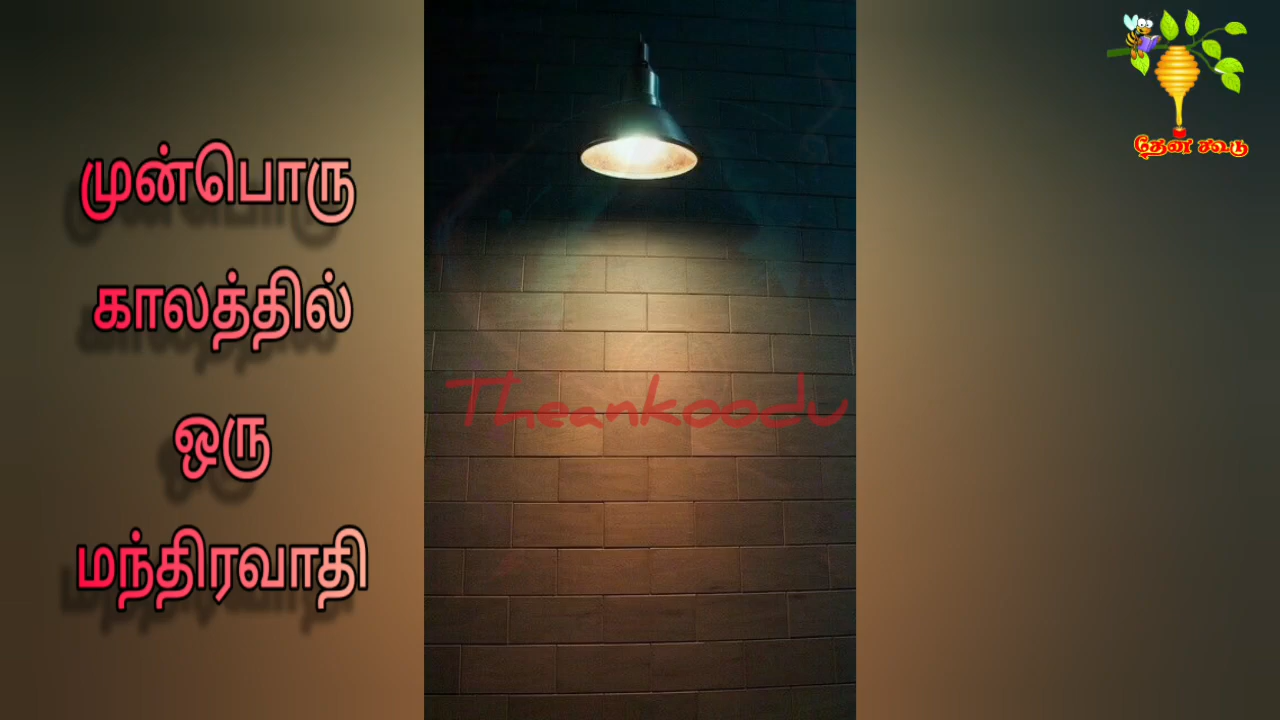 முன்பொரு
காலத்தில்
ஒரு
மந்திரவாதி
Theankoodu
தேன் கூடு